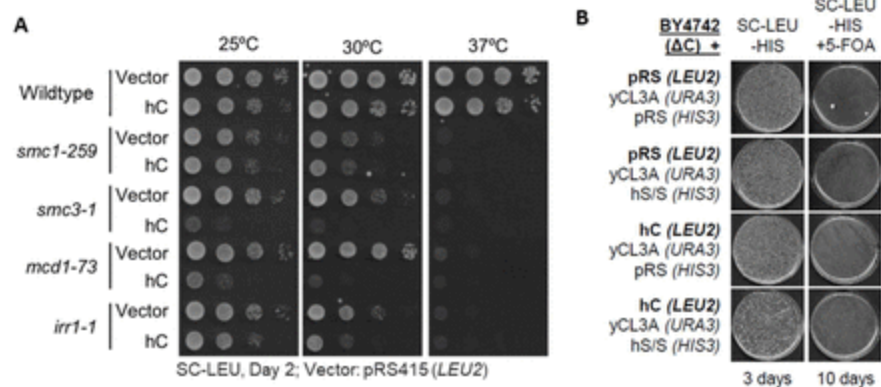 A
25ºC 30ºC 37ºC
Wildtype
Vector
hC
smc1-259
Vector
hC
smc3-1
Vector
hC
mcd1-73
Vector
hC
irr1-1
Vector
hC
SC-LEU, Day 2; Vector: pRS415 (LEU2)
B
BY4742
(ΔC) +
SC-LEU
-HIS
SC-LEU
-HIS
+5-FOA
pRS (LEU2)
yCL3A (URA3)
pRS (HIS3)
pRS (LEU2)
yCL3A (URA3)
hS/S (HIS3)
hC (LEU2)
yCL3A (URA3)
pRS (HIS3)
hC (LEU2)
yCL3A (URA3)
hS/S (HIS3)
3 days 10 days